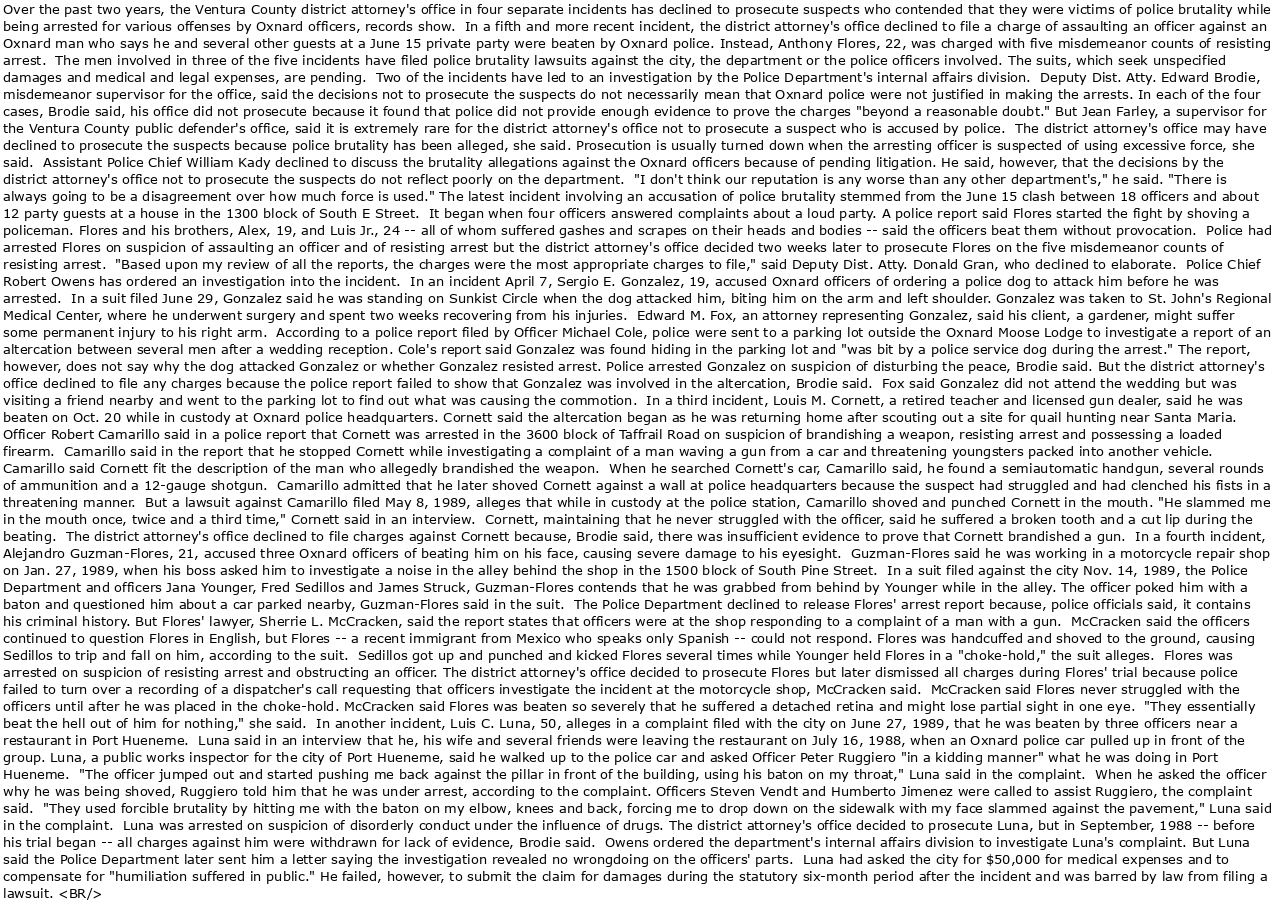 Over the past two years, the Ventura County district attorney's office in four separate incidents has declined to prosecute suspects who contended that they were victims of police brutality while
being arrested for various offenses by Oxnard officers, records show.  In a fifth and more recent incident, the district attorney's office declined to file a charge of assaulting an officer against an
Oxnard man who says he and several other guests at a June 15 private party were beaten by Oxnard police. Instead, Anthony Flores, 22, was charged with five misdemeanor counts of resisting
arrest.  The men involved in three of the five incidents have filed police brutality lawsuits against the city, the department or the police officers involved. The suits, which seek unspecified
damages and medical and legal expenses, are pending.  Two of the incidents have led to an investigation by the Police Department's internal affairs division.  Deputy Dist. Atty. Edward Brodie,
misdemeanor supervisor for the office, said the decisions not to prosecute the suspects do not necessarily mean that Oxnard police were not justified in making the arrests. In each of the four
cases, Brodie said, his office did not prosecute because it found that police did not provide enough evidence to prove the charges "beyond a reasonable doubt." But Jean Farley, a supervisor for
the Ventura County public defender's office, said it is extremely rare for the district attorney's office not to prosecute a suspect who is accused by police.  The district attorney's office may have
declined to prosecute the suspects because police brutality has been alleged, she said. Prosecution is usually turned down when the arresting officer is suspected of using excessive force, she
said.  Assistant Police Chief William Kady declined to discuss the brutality allegations against the Oxnard officers because of pending litigation. He said, however, that the decisions by the
district attorney's office not to prosecute the suspects do not reflect poorly on the department.  "I don't think our reputation is any worse than any other department's," he said. "There is
always going to be a disagreement over how much force is used." The latest incident involving an accusation of police brutality stemmed from the June 15 clash between 18 officers and about
12 party guests at a house in the 1300 block of South E Street.  It began when four officers answered complaints about a loud party. A police report said Flores started the fight by shoving a
policeman. Flores and his brothers, Alex, 19, and Luis Jr., 24 -- all of whom suffered gashes and scrapes on their heads and bodies -- said the officers beat them without provocation.  Police had
arrested Flores on suspicion of assaulting an officer and of resisting arrest but the district attorney's office decided two weeks later to prosecute Flores on the five misdemeanor counts of
resisting arrest.  "Based upon my review of all the reports, the charges were the most appropriate charges to file," said Deputy Dist. Atty. Donald Gran, who declined to elaborate.  Police Chief
Robert Owens has ordered an investigation into the incident.  In an incident April 7, Sergio E. Gonzalez, 19, accused Oxnard officers of ordering a police dog to attack him before he was
arrested.  In a suit filed June 29, Gonzalez said he was standing on Sunkist Circle when the dog attacked him, biting him on the arm and left shoulder. Gonzalez was taken to St. John's Regional
Medical Center, where he underwent surgery and spent two weeks recovering from his injuries.  Edward M. Fox, an attorney representing Gonzalez, said his client, a gardener, might suffer
some permanent injury to his right arm.  According to a police report filed by Officer Michael Cole, police were sent to a parking lot outside the Oxnard Moose Lodge to investigate a report of an
altercation between several men after a wedding reception. Cole's report said Gonzalez was found hiding in the parking lot and "was bit by a police service dog during the arrest." The report,
however, does not say why the dog attacked Gonzalez or whether Gonzalez resisted arrest. Police arrested Gonzalez on suspicion of disturbing the peace, Brodie said. But the district attorney's
office declined to file any charges because the police report failed to show that Gonzalez was involved in the altercation, Brodie said.  Fox said Gonzalez did not attend the wedding but was
visiting a friend nearby and went to the parking lot to find out what was causing the commotion.  In a third incident, Louis M. Cornett, a retired teacher and licensed gun dealer, said he was
beaten on Oct. 20 while in custody at Oxnard police headquarters. Cornett said the altercation began as he was returning home after scouting out a site for quail hunting near Santa Maria.
Officer Robert Camarillo said in a police report that Cornett was arrested in the 3600 block of Taffrail Road on suspicion of brandishing a weapon, resisting arrest and possessing a loaded
firearm.  Camarillo said in the report that he stopped Cornett while investigating a complaint of a man waving a gun from a car and threatening youngsters packed into another vehicle.
Camarillo said Cornett fit the description of the man who allegedly brandished the weapon.  When he searched Cornett's car, Camarillo said, he found a semiautomatic handgun, several rounds
of ammunition and a 12-gauge shotgun.  Camarillo admitted that he later shoved Cornett against a wall at police headquarters because the suspect had struggled and had clenched his fists in a
threatening manner.  But a lawsuit against Camarillo filed May 8, 1989, alleges that while in custody at the police station, Camarillo shoved and punched Cornett in the mouth. "He slammed me
in the mouth once, twice and a third time," Cornett said in an interview.  Cornett, maintaining that he never struggled with the officer, said he suffered a broken tooth and a cut lip during the
beating.  The district attorney's office declined to file charges against Cornett because, Brodie said, there was insufficient evidence to prove that Cornett brandished a gun.  In a fourth incident,
Alejandro Guzman-Flores, 21, accused three Oxnard officers of beating him on his face, causing severe damage to his eyesight.  Guzman-Flores said he was working in a motorcycle repair shop
on Jan. 27, 1989, when his boss asked him to investigate a noise in the alley behind the shop in the 1500 block of South Pine Street.  In a suit filed against the city Nov. 14, 1989, the Police
Department and officers Jana Younger, Fred Sedillos and James Struck, Guzman-Flores contends that he was grabbed from behind by Younger while in the alley. The officer poked him with a
baton and questioned him about a car parked nearby, Guzman-Flores said in the suit.  The Police Department declined to release Flores' arrest report because, police officials said, it contains
his criminal history. But Flores' lawyer, Sherrie L. McCracken, said the report states that officers were at the shop responding to a complaint of a man with a gun.  McCracken said the officers
continued to question Flores in English, but Flores -- a recent immigrant from Mexico who speaks only Spanish -- could not respond. Flores was handcuffed and shoved to the ground, causing
Sedillos to trip and fall on him, according to the suit.  Sedillos got up and punched and kicked Flores several times while Younger held Flores in a "choke-hold," the suit alleges.  Flores was
arrested on suspicion of resisting arrest and obstructing an officer. The district attorney's office decided to prosecute Flores but later dismissed all charges during Flores' trial because police
failed to turn over a recording of a dispatcher's call requesting that officers investigate the incident at the motorcycle shop, McCracken said.  McCracken said Flores never struggled with the
officers until after he was placed in the choke-hold. McCracken said Flores was beaten so severely that he suffered a detached retina and might lose partial sight in one eye.  "They essentially
beat the hell out of him for nothing," she said.  In another incident, Luis C. Luna, 50, alleges in a complaint filed with the city on June 27, 1989, that he was beaten by three officers near a
restaurant in Port Hueneme.  Luna said in an interview that he, his wife and several friends were leaving the restaurant on July 16, 1988, when an Oxnard police car pulled up in front of the
group. Luna, a public works inspector for the city of Port Hueneme, said he walked up to the police car and asked Officer Peter Ruggiero "in a kidding manner" what he was doing in Port
Hueneme.  "The officer jumped out and started pushing me back against the pillar in front of the building, using his baton on my throat," Luna said in the complaint.  When he asked the officer
why he was being shoved, Ruggiero told him that he was under arrest, according to the complaint. Officers Steven Vendt and Humberto Jimenez were called to assist Ruggiero, the complaint
said.  "They used forcible brutality by hitting me with the baton on my elbow, knees and back, forcing me to drop down on the sidewalk with my face slammed against the pavement," Luna said
in the complaint.  Luna was arrested on suspicion of disorderly conduct under the influence of drugs. The district attorney's office decided to prosecute Luna, but in September, 1988 -- before
his trial began -- all charges against him were withdrawn for lack of evidence, Brodie said.  Owens ordered the department's internal affairs division to investigate Luna's complaint. But Luna
said the Police Department later sent him a letter saying the investigation revealed no wrongdoing on the officers' parts.  Luna had asked the city for $50,000 for medical expenses and to
compensate for "humiliation suffered in public." He failed, however, to submit the claim for damages during the statutory six-month period after the incident and was barred by law from filing a
lawsuit. <BR/>